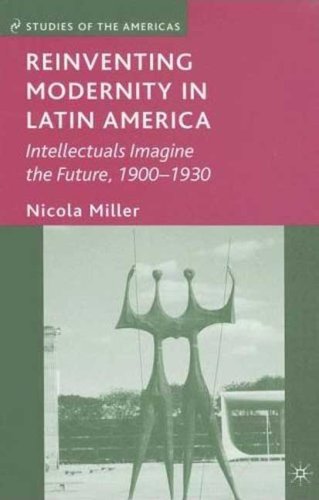 STUDIES OF THE AMERICAS
REINVENTING
MODERNITY IN
LATIN AMERICA
Intellectuals Imagine
the Future, 1900–1930
Nicola Miller